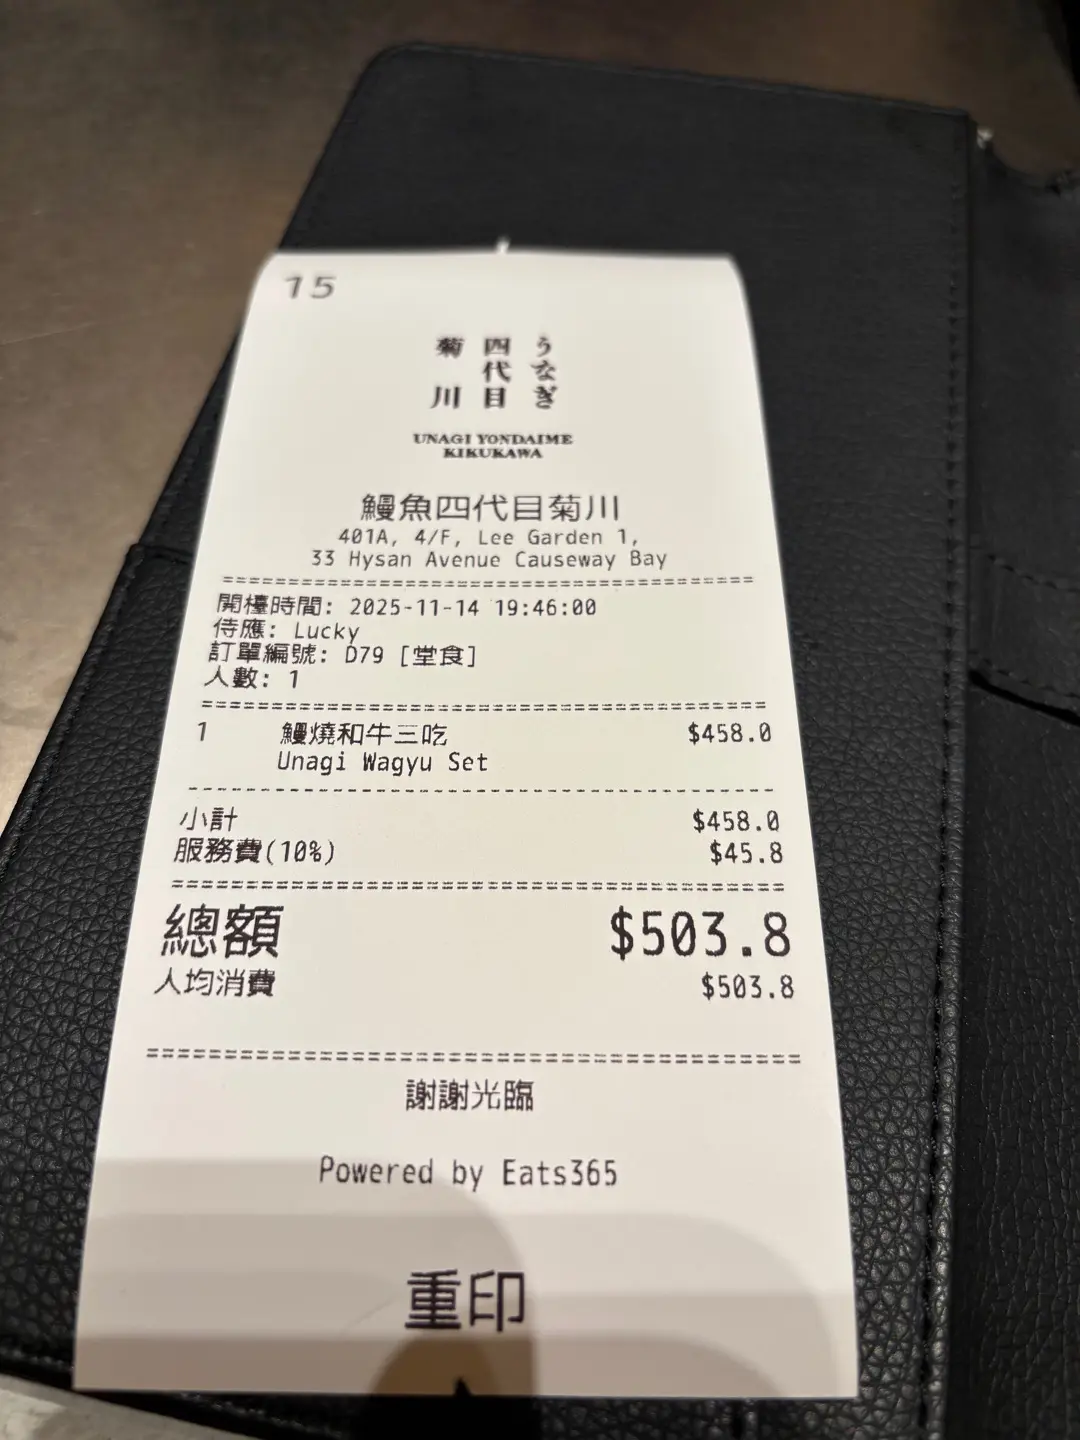 15
うなぎ
四代目
菊川
UNAGI YONDAIME
KIKUKAWA
鰻魚四代目菊川
401A, 4/F, Lee Garden 1,
33 Hysan Avenue Causeway Bay
開檯時間: 2025-11-14 19:46:00
侍應: Lucky
訂單編號: D79 [堂食]
人數: 1
1 鰻燒和牛三吃 $458.0
Unagi Wagyu Set
小計 $458.0
服務費(10%) $45.8
總額 $503.8
人均消費 $503.8
謝謝光臨
Powered by Eats365
重印